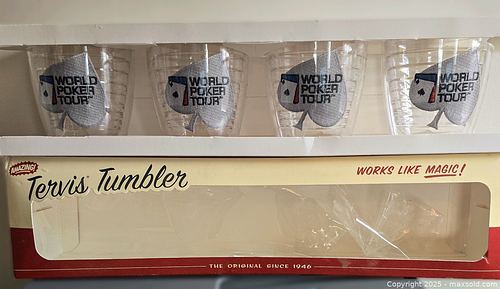 WORLD
POKER
TOUR
WORLD
POKER
TOUR
WORLD
POKER
TOUR
WORLD
POKER
TOUR
AMAZING!
Tervis Tumbler
WORKS LIKE MAGIC!
THE ORIGINAL SINCE 1946
Copyright 2025 - maxsold.com